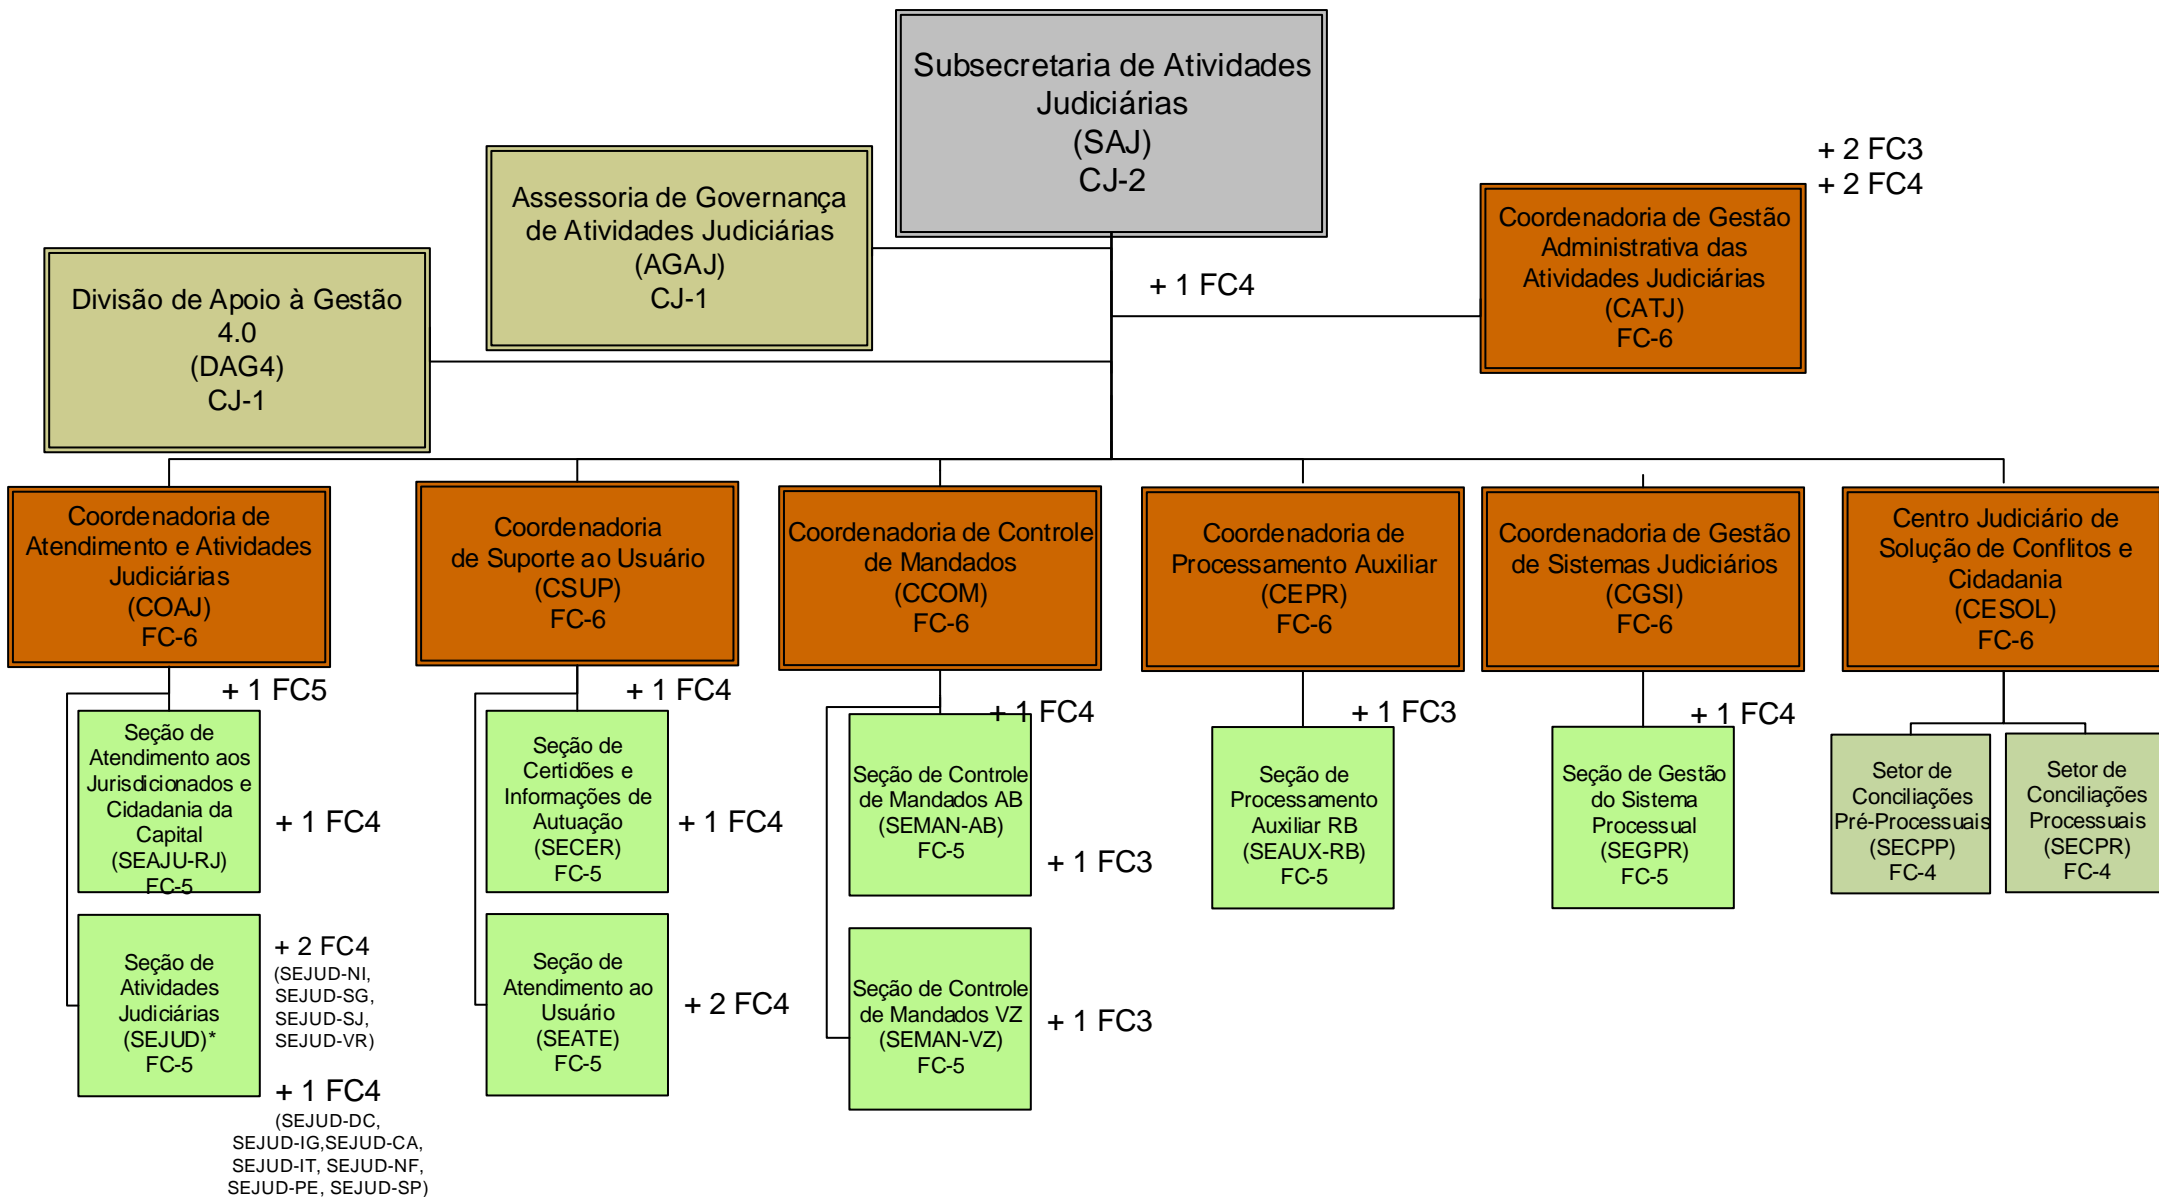 Subsecretaria de Atividades
Judiciárias
(SAJ)
CJ-2
Assessoria de Governança
de Atividades Judiciárias
(AGAJ)
CJ-1
Divisão de Apoio à Gestão
4.0
(DAG4)
CJ-1
+ 1 FC4
+ 2 FC3
+ 2 FC4
Coordenadoria de Gestão
Administrativa das
Atividades Judiciárias
(CATJ)
FC-6
Coordenadoria de
Atendimento e Atividades
Judiciárias
(COAJ)
FC-6
Coordenadoria
de Suporte ao Usuário
(CSUP)
FC-6
Coordenadoria de Controle
de Mandados
(CCOM)
FC-6
Coordenadoria de
Processamento Auxiliar
(CEPR)
FC-6
Coordenadoria de Gestão
de Sistemas Judiciários
(CGSI)
FC-6
Centro Judiciário de
Solução de Conflitos e
Cidadania
(CESOL)
FC-6
+ 1 FC5
+ 1 FC4
+ 1 FC4
+ 1 FC3
+ 1 FC4
Seção de
Atendimento aos
Jurisdicionados e
Cidadania da
Capital
(SEAJU-RJ)
FC-5
+ 1 FC4
Seção de
Certidões e
Informações de
Autuação
(SECER)
FC-5
+ 1 FC4
Seção de Controle
de Mandados AB
(SEMAN-AB)
FC-5
+ 1 FC3
Seção de
Processamento
Auxiliar RB
(SEAUX-RB)
FC-5
Seção de Gestão
do Sistema
Processual
(SEGPR)
FC-5
Setor de
Conciliações
Pré-Processuais
(SECPP)
FC-4
Setor de
Conciliações
Processuais
(SECPR)
FC-4
Seção de
Atividades
Judiciárias
(SEJUD)*
FC-5
+ 2 FC4
(SEJUD-NI,
SEJUD-SG,
SEJUD-SJ,
SEJUD-VR)
+ 1 FC4
(SEJUD-DC,
SEJUD-IG,SEJUD-CA,
SEJUD-IT, SEJUD-NF,
SEJUD-PE, SEJUD-SP)
Seção de
Atendimento ao
Usuário
(SEATE)
FC-5
+ 2 FC4
Seção de Controle
de Mandados VZ
(SEMAN-VZ)
FC-5
+ 1 FC3